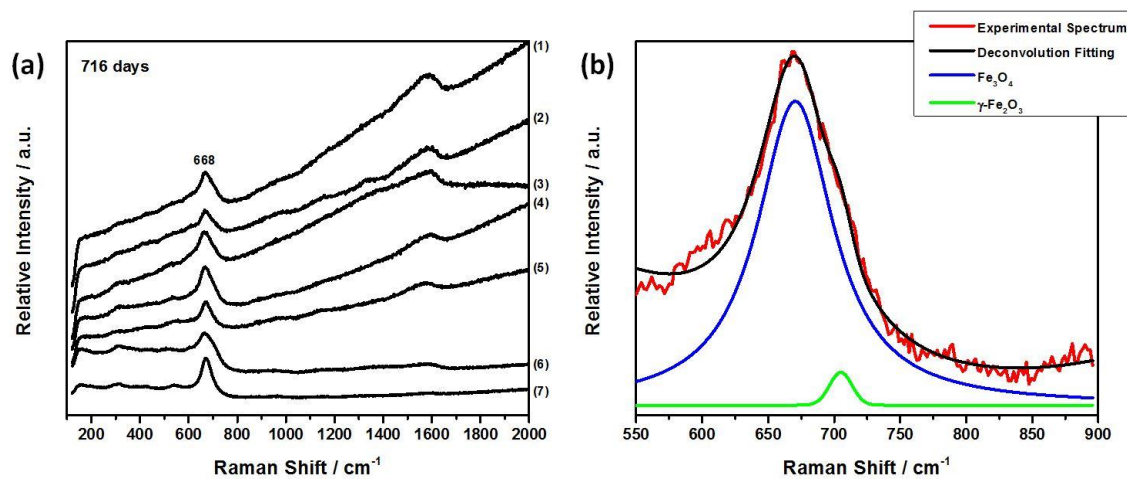 (a)
716 days
668
(1)
(2)
(3)
(4)
(5)
(6)
(7)
Relative Intensity / a.u.
200 400 600 800 1000 1200 1400 1600 1800 2000
Raman Shift / cm⁻¹
(b)
Experimental Spectrum
Deconvolution Fitting
Fe₃O₄
γ-Fe₂O₃
Relative Intensity / a.u.
550 600 650 700 750 800 850 900
Raman Shift / cm⁻¹